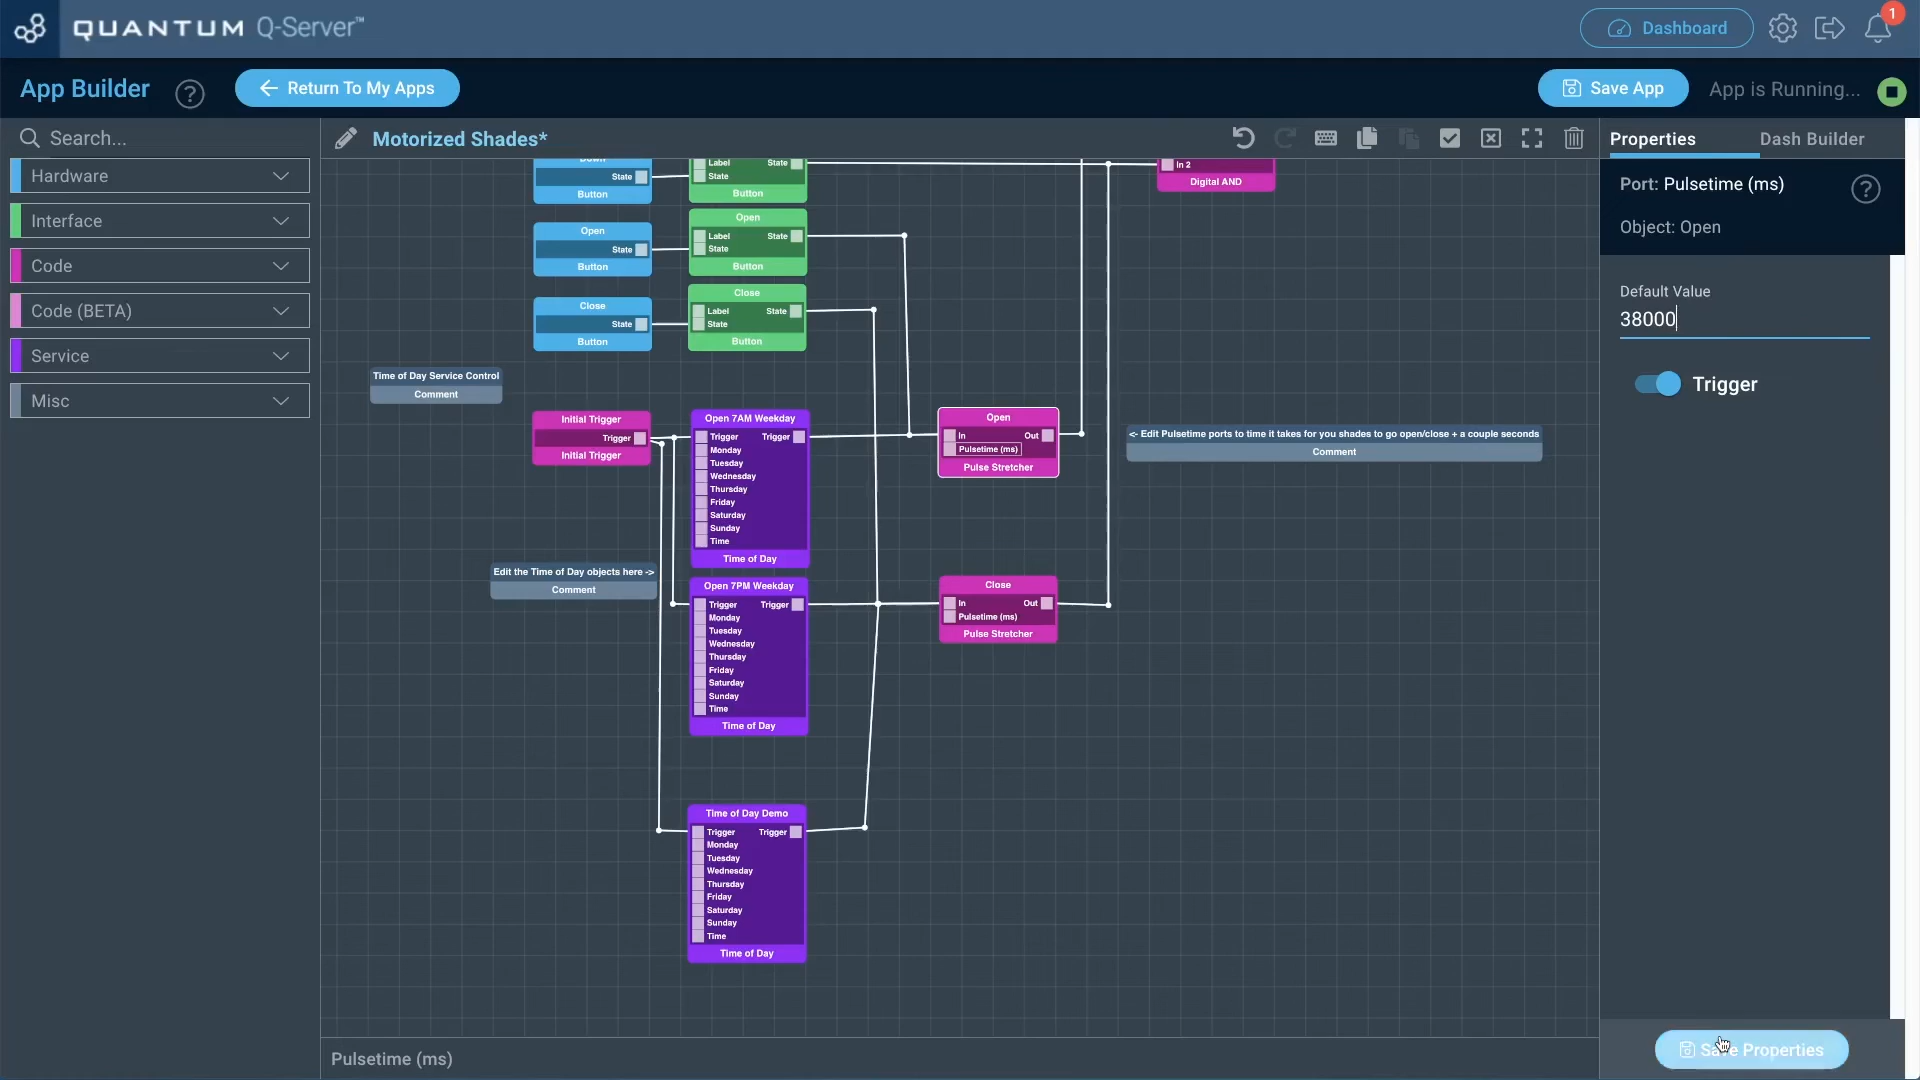 QUANTUM Q-Server™
Dashboard
1
App Builder
?
Return To My Apps
Save App
App is Running...
Search...
Motorized Shades*
Properties
Dash Builder
Hardware
Interface
Code
Code (BETA)
Service
Misc
Port: Pulsetime (ms)
?
Object: Open
Default Value
38000
Trigger
Save Properties
Down
State
Button
Label State
State
Button
In 2
Digital AND
Open
State
Button
Open
Label State
State
Button
Close
State
Button
Close
Label State
State
Button
Time of Day Service Control
Comment
Initial Trigger
Trigger
Initial Trigger
Open 7AM Weekday
Trigger Trigger
Monday
Tuesday
Wednesday
Thursday
Friday
Saturday
Sunday
Time
Time of Day
Open
In Out
Pulsetime (ms)
Pulse Stretcher
<- Edit Pulsetime ports to time it takes for you shades to go open/close + a couple seconds
Comment
Edit the Time of Day objects here ->
Comment
Open 7PM Weekday
Trigger Trigger
Monday
Tuesday
Wednesday
Thursday
Friday
Saturday
Sunday
Time
Time of Day
Close
In Out
Pulsetime (ms)
Pulse Stretcher
Time of Day Demo
Trigger Trigger
Monday
Tuesday
Wednesday
Thursday
Friday
Saturday
Sunday
Time
Time of Day
Pulsetime (ms)